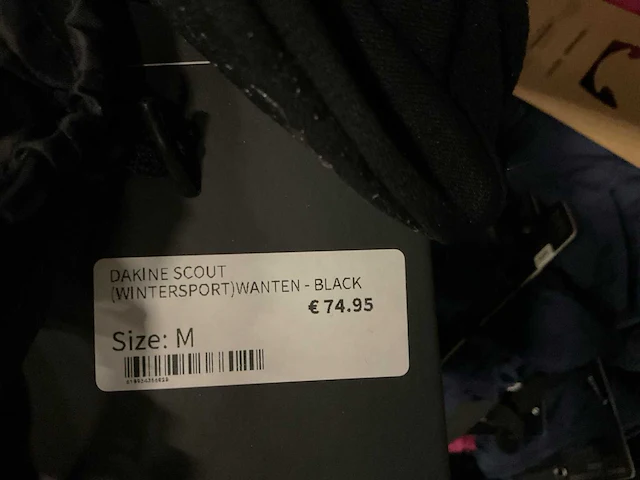 DAKINE SCOUT
(WINTERSPORT)WANTEN - BLACK
€ 74.95
Size: M